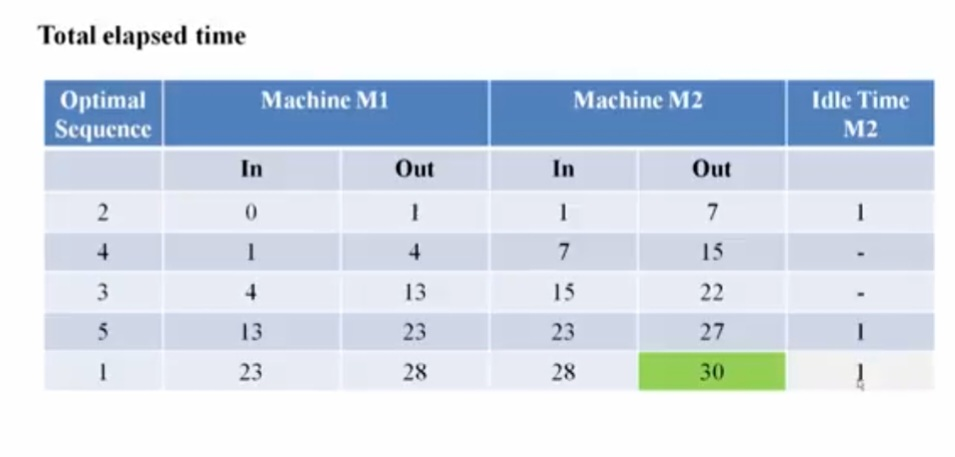 Total elapsed time
Optimal Sequence Machine M1 Machine M2 Idle Time M2
In Out In Out
2 0 1 1 7 1
4 1 4 7 15 -
3 4 13 15 22 -
5 13 23 23 27 1
1 23 28 28 30 1